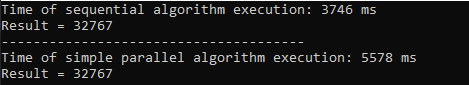 Time of sequential algorithm execution: 3746 ms
Result = 32767
--------------------------------------
Time of simple parallel algorithm execution: 5578 ms
Result = 32767